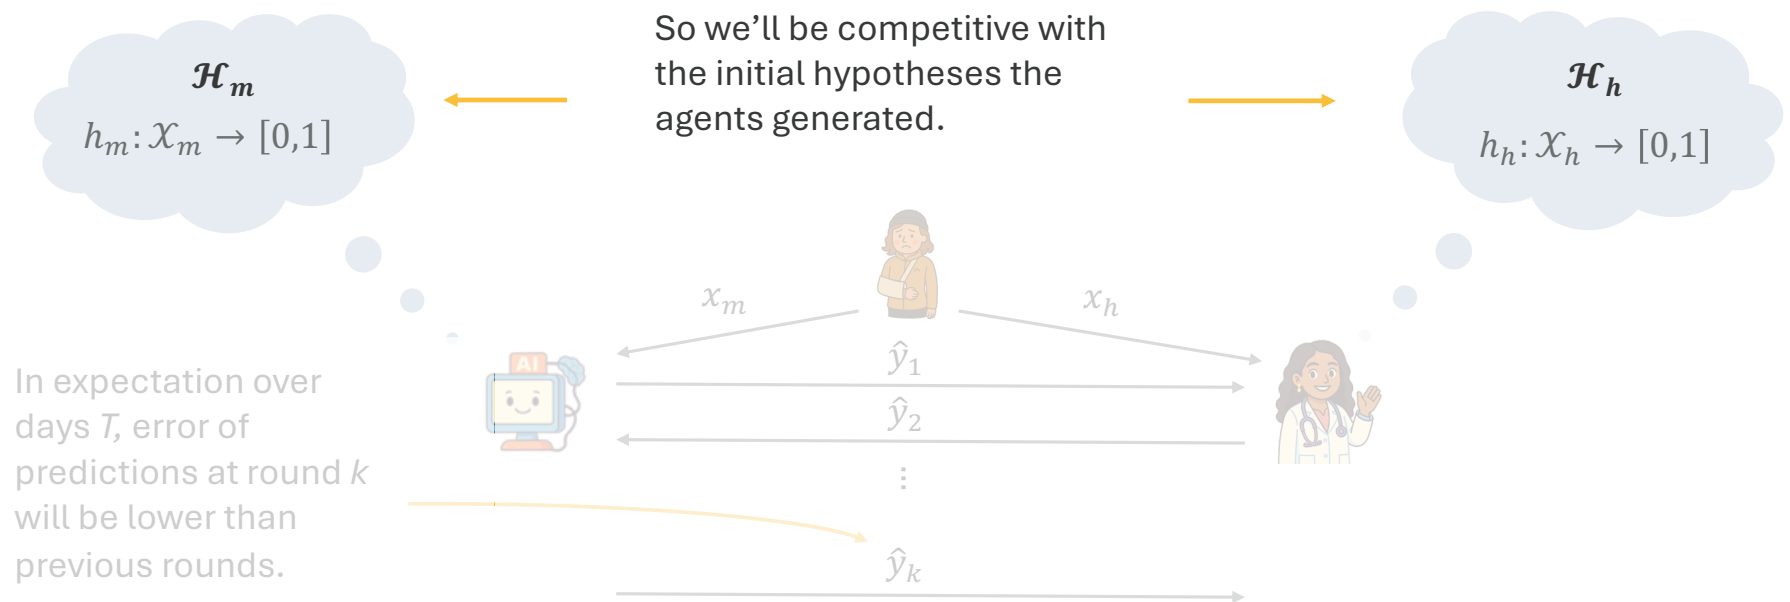 So we’ll be competitive with
the initial hypotheses the
agents generated.
ℋₘ
hₘ: 𝒳ₘ → [0,1]
ℋₕ
hₕ: 𝒳ₕ → [0,1]
xₘ
xₕ
AI
ŷ₁
ŷ₂
⋮
ŷₖ
In expectation over
days T, error of
predictions at round k
will be lower than
previous rounds.